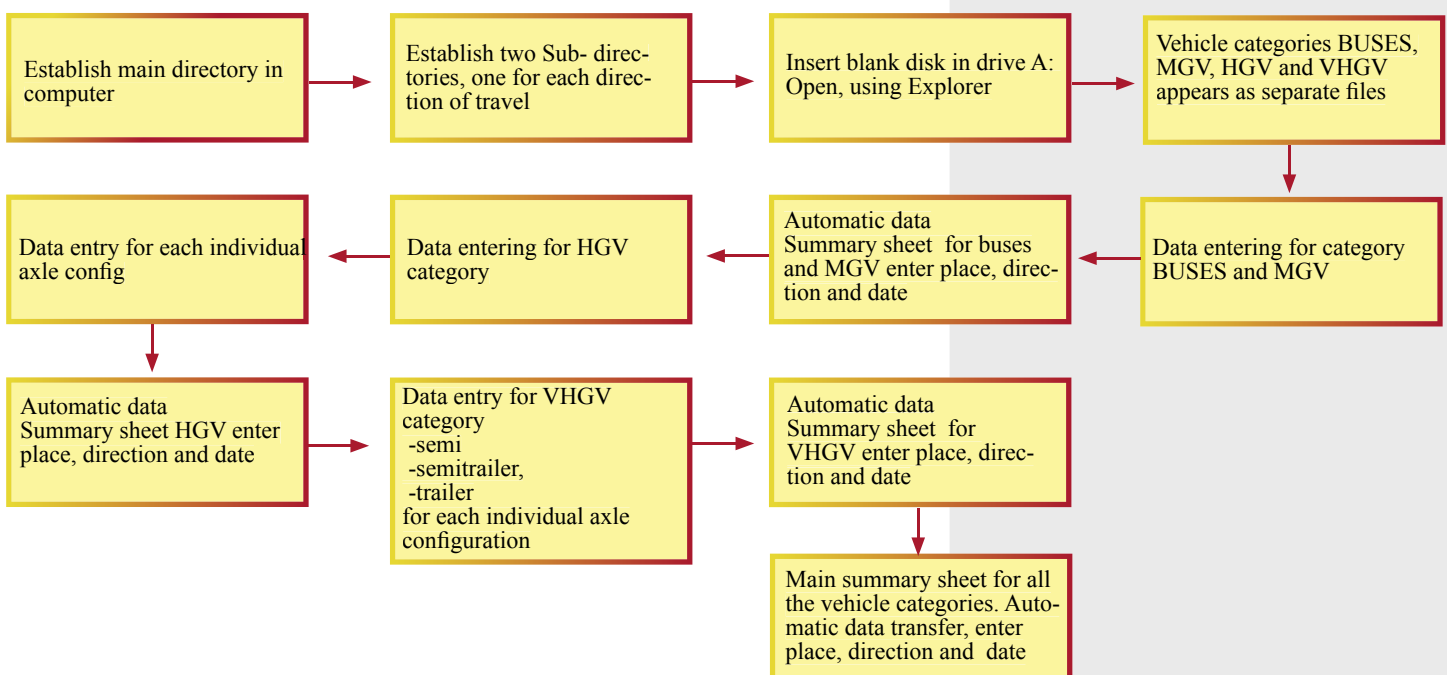 Establish main directory in
computer
Establish two Sub- direc-
tories, one for each direc-
tion of travel
Insert blank disk in drive A:
Open, using Explorer
Vehicle categories BUSES,
MGV, HGV and VHGV
appears as separate files
Data entering for category
BUSES and MGV
Automatic data
Summary sheet for buses
and MGV enter place, direc-
tion and date
Data entering for HGV
category
Data entry for each individual
axle config
Automatic data
Summary sheet HGV enter
place, direction and date
Data entry for VHGV
category
-semi
-semitrailer,
-trailer
for each individual axle
configuration
Automatic data
Summary sheet for
VHGV enter place, direc-
tion and date
Main summary sheet for all
the vehicle categories. Auto-
matic data transfer, enter
place, direction and date